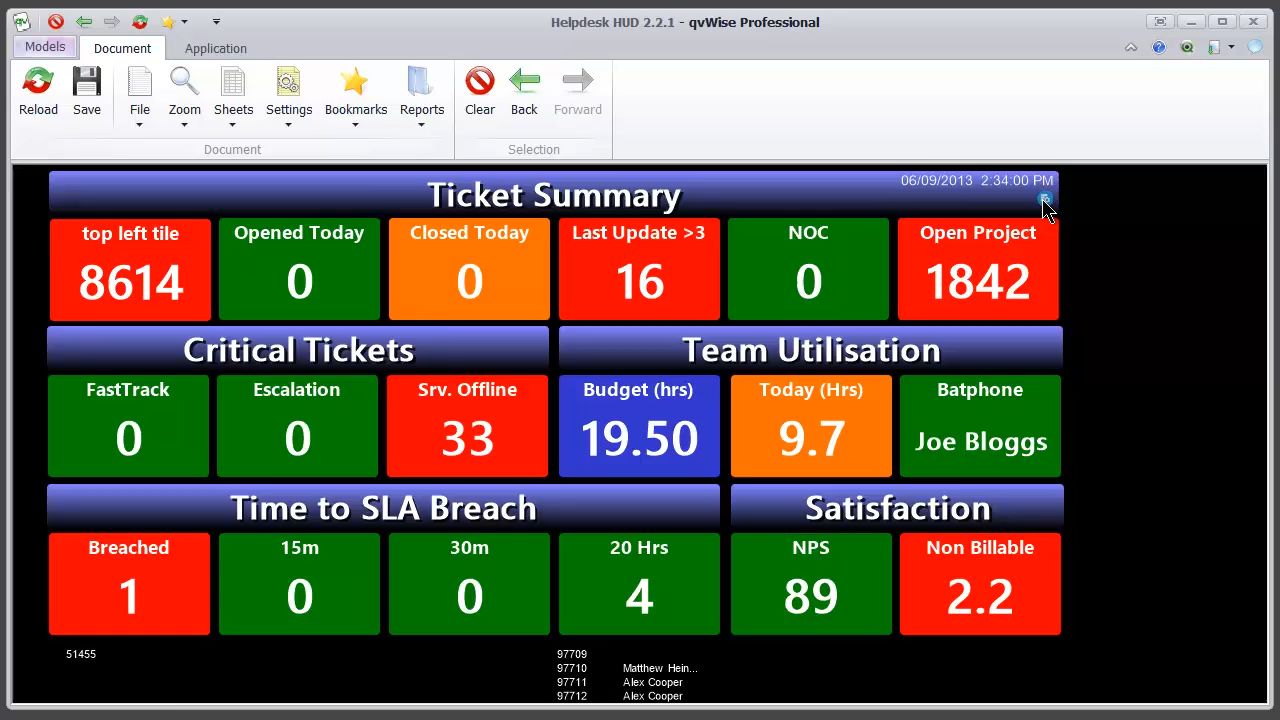 Helpdesk HUD 2.2.1 - qvWise Professional
Models Document Application
Reload Save File Zoom Sheets Settings Bookmarks Reports Clear Back Forward
Document Selection
06/09/2013 2:34:00 PM
Ticket Summary
top left tile Opened Today Closed Today Last Update >3 NOC Open Project
8614 0 0 16 0 1842
Critical Tickets Team Utilisation
FastTrack Escalation Srv. Offline Budget (hrs) Today (Hrs) Batphone
0 0 33 19.50 9.7 Joe Bloggs
Time to SLA Breach Satisfaction
Breached 15m 30m 20 Hrs NPS Non Billable
1 0 0 4 89 2.2
51455 97709
97710 Matthew Hein...
97711 Alex Cooper
97712 Alex Cooper